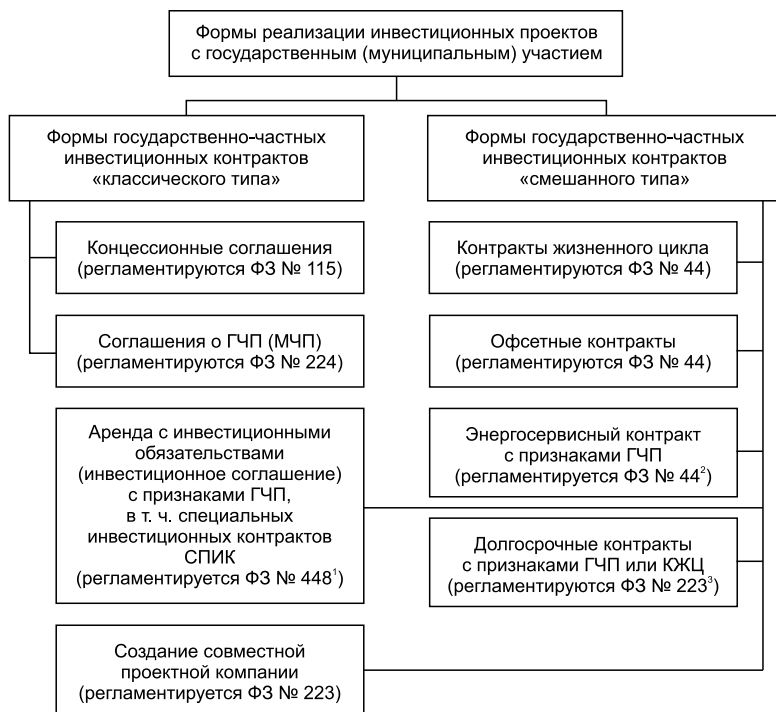 Формы реализации инвестиционных проектов
с государственным (муниципальным) участием
Формы государственно-частных
инвестиционных контрактов
«классического типа»
Концессионные соглашения
(регламентируются ФЗ № 115)
Соглашения о ГЧП (МЧП)
(регламентируются ФЗ № 224)
Аренда с инвестиционными
обязательствами
(инвестиционное соглашение)
с признаками ГЧП,
в т. ч. специальных
инвестиционных контрактов
СПИК
(регламентируется ФЗ № 448¹)
Создание совместной
проектной компании
(регламентируется ФЗ № 223)
Формы государственно-частных
инвестиционных контрактов
«смешанного типа»
Контракты жизненного цикла
(регламентируются ФЗ № 44)
Офсетные контракты
(регламентируются ФЗ № 44)
Энергосервисный контракт
с признаками ГЧП
(регламентируется ФЗ № 44²)
Долгосрочные контракты
с признаками ГЧП или КЖЦ
(регламентируются ФЗ № 223³)